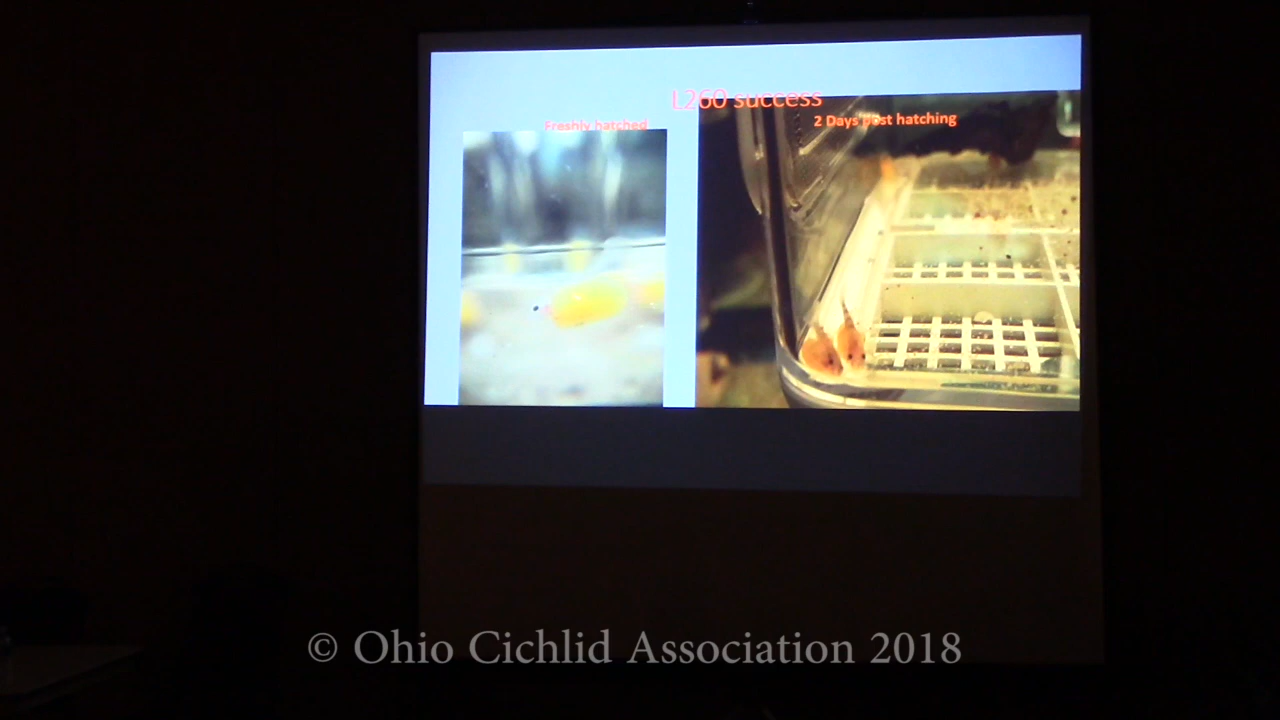 L260 success
Freshly hatched
2 Days post hatching
© Ohio Cichlid Association 2018